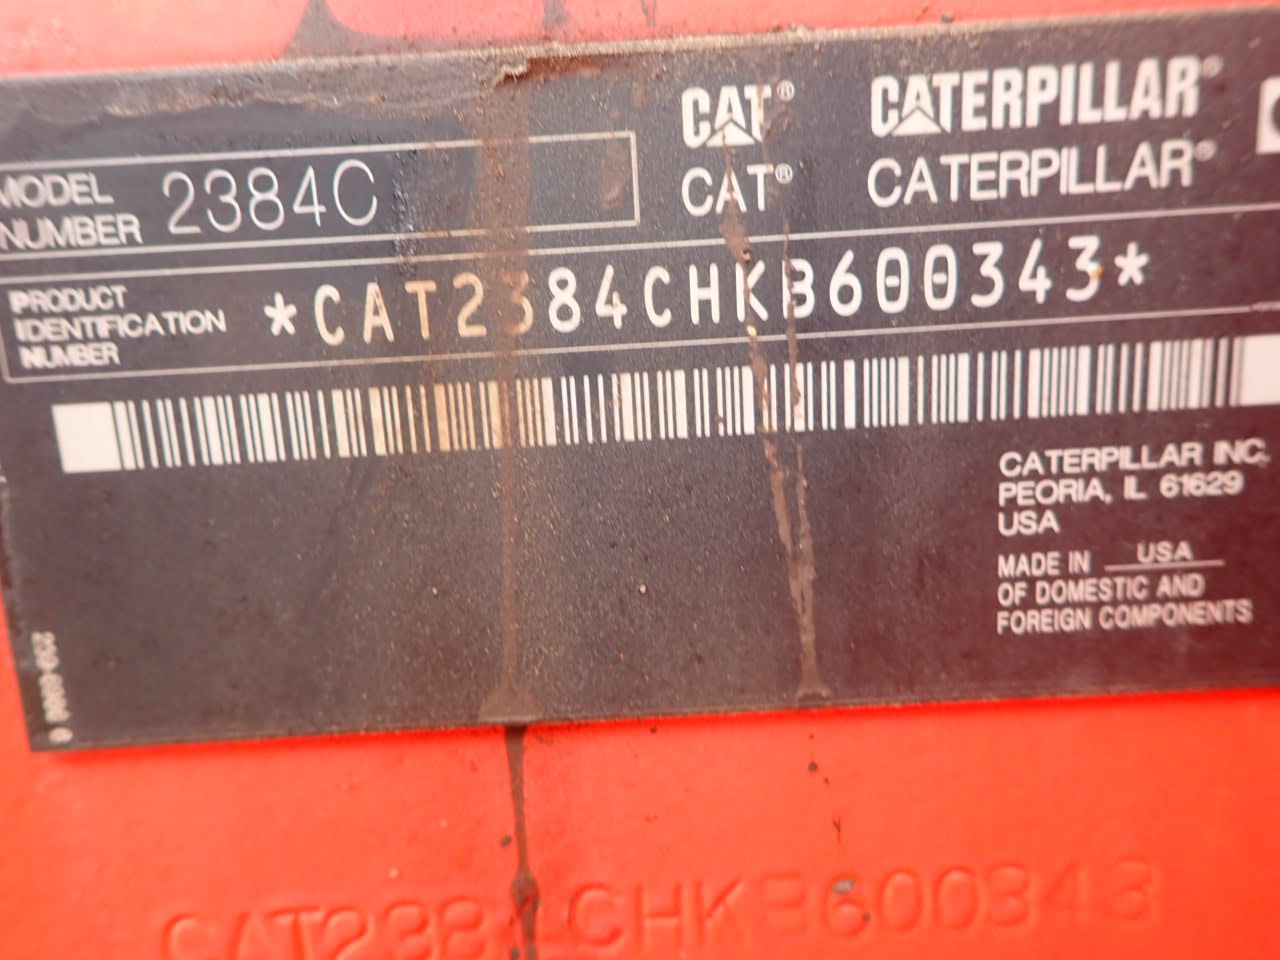 CAT® CATERPILLAR®
CAT® CATERPILLAR®
MODEL
NUMBER 2384C
PRODUCT
IDENTIFICATION
NUMBER
*CAT2384CHKB600343*
CATERPILLAR INC.
PEORIA, IL 61629
USA
MADE IN USA
OF DOMESTIC AND
FOREIGN COMPONENTS
CAT2384CHKB600343